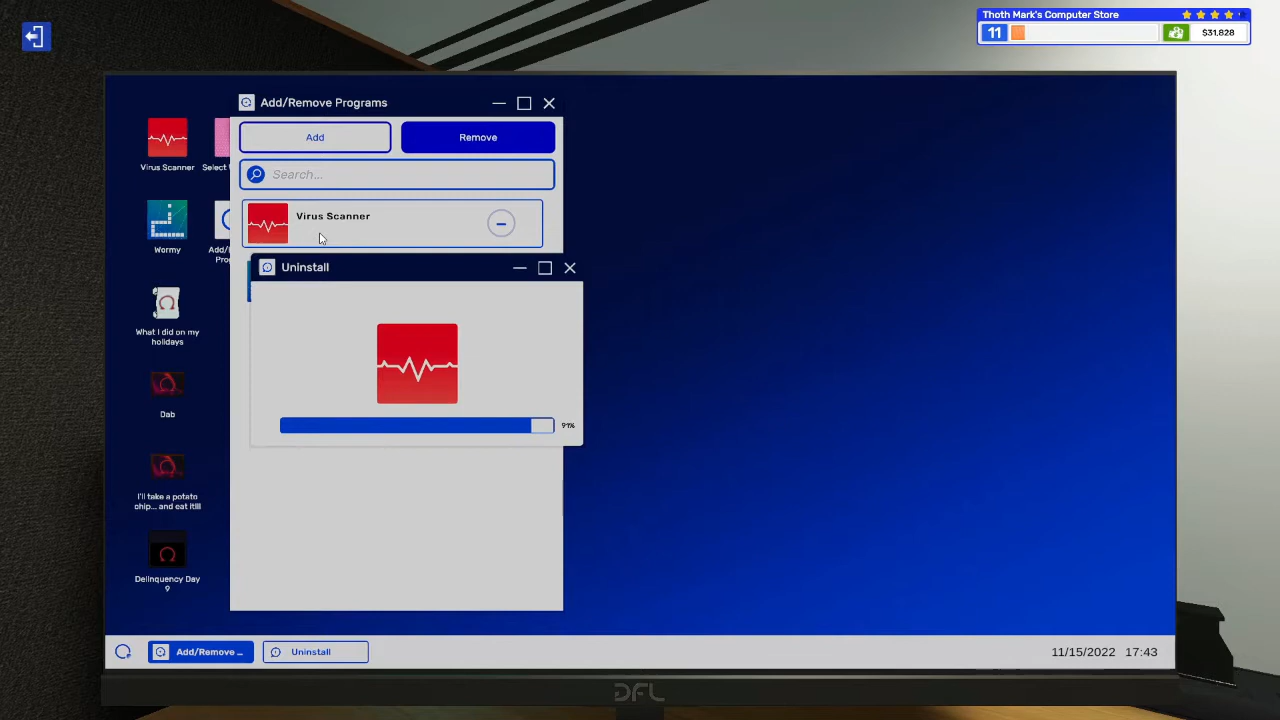 Thoth Mark's Computer Store
11
$31,828
Add/Remove Programs
Add
Remove
Search...
Virus Scanner
Virus Scanner
Select
Wormy
Add/
Pro
Uninstall
91%
What I did on my
holidays
Dab
I'll take a potato
chip... and eat it!!!
Delinquency Day
9
Add/Remove ...
Uninstall
11/15/2022
17:43
DFL